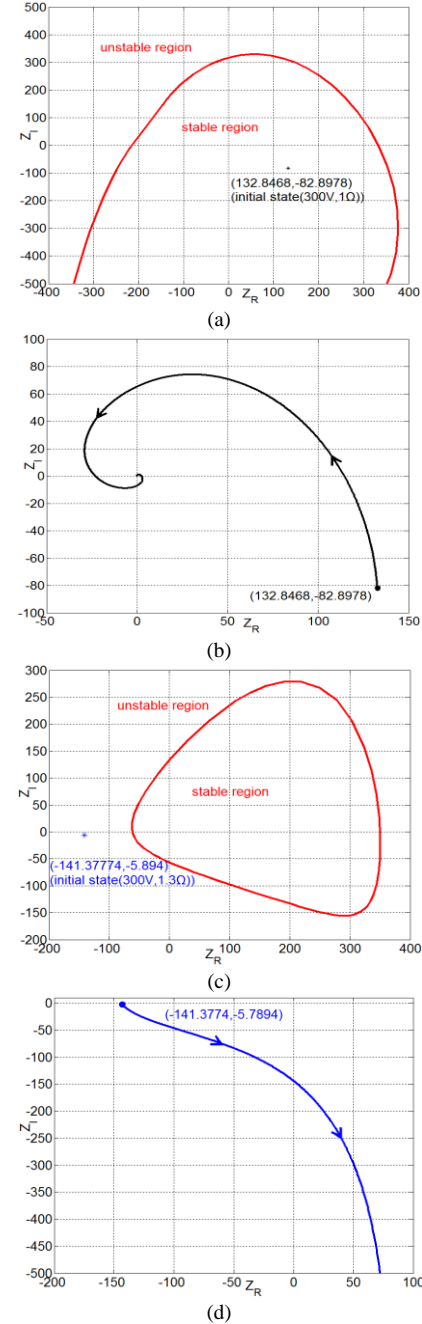 500
400
unstable region
300
200
stable region
100
Z_I
0
-100
(132.8468,-82.8978)
-200
(initial state(300V,1Ω))
-300
-400
-500
-400 -300 -200 -100 0 100 200 300 400
Z_R
(a)
100
80
60
40
20
Z_I
0
-20
-40
-60
-80
(132.8468,-82.8978)
-100
-50 0 50 100 150
Z_R
(b)
300
250
unstable region
200
150
100
stable region
50
Z_I
0
-50
(-141.37774,-5.894)
-100
(initial state(300V,1.3Ω))
-150
-200
-200 -100 0 100 200 300 400
Z_R
(c)
0
(-141.3774,-5.7894)
-50
-100
-150
-200
Z_I
-250
-300
-350
-400
-450
-500
-200 -150 -100 -50 0 50 100
Z_R
(d)